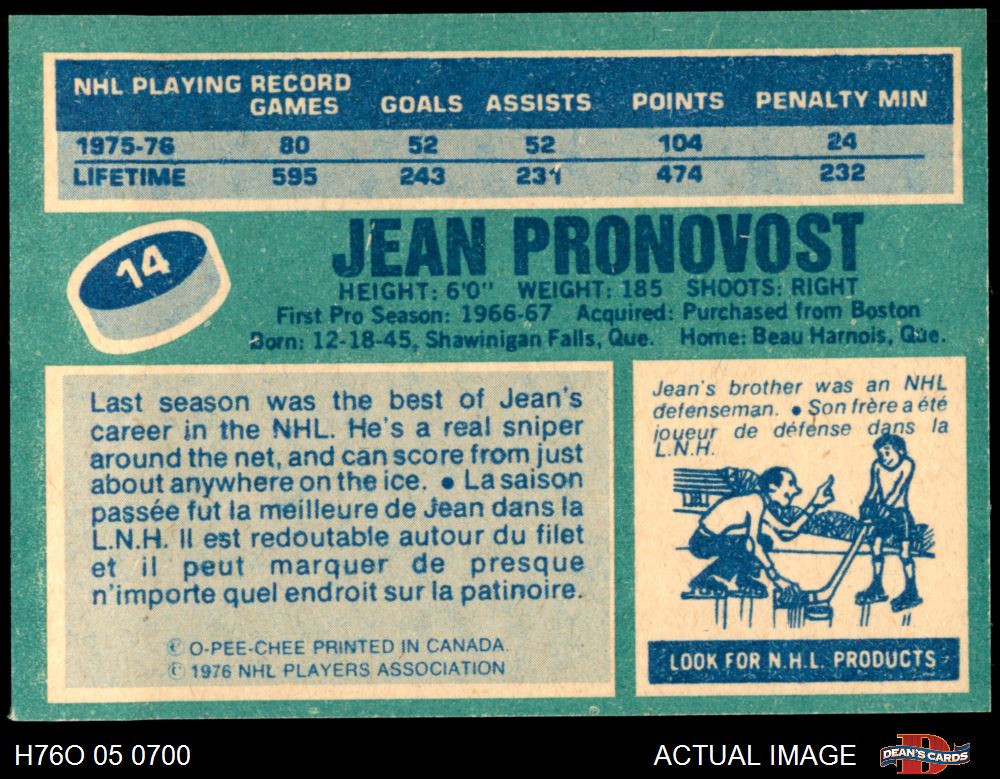 NHL PLAYING RECORD
GAMES GOALS ASSISTS POINTS PENALTY MIN
1975-76 80 52 52 104 24
LIFETIME 595 243 231 474 232
14
JEAN PRONOVOST
HEIGHT: 6'0" WEIGHT: 185 SHOOTS: RIGHT
First Pro Season: 1966-67 Acquired: Purchased from Boston
Born: 12-18-45, Shawinigan Falls, Que. Home: Beau Harnois, Que.
Last season was the best of Jean's
career in the NHL. He's a real sniper
around the net, and can score from just
about anywhere on the ice. ● La saison
passée fut la meilleure de Jean dans la
L.N.H. Il est redoutable autour du filet
et il peut marquer de presque
n'importe quel endroit sur la patinoire.
© O-PEE-CHEE PRINTED IN CANADA.
© 1976 NHL PLAYERS ASSOCIATION
Jean's brother was an NHL
defenseman. ● Son frère a été
joueur de défense dans la
L.N.H.
LOOK FOR N.H.L. PRODUCTS
H76O 05 0700
ACTUAL IMAGE
DEAN'S CARDS